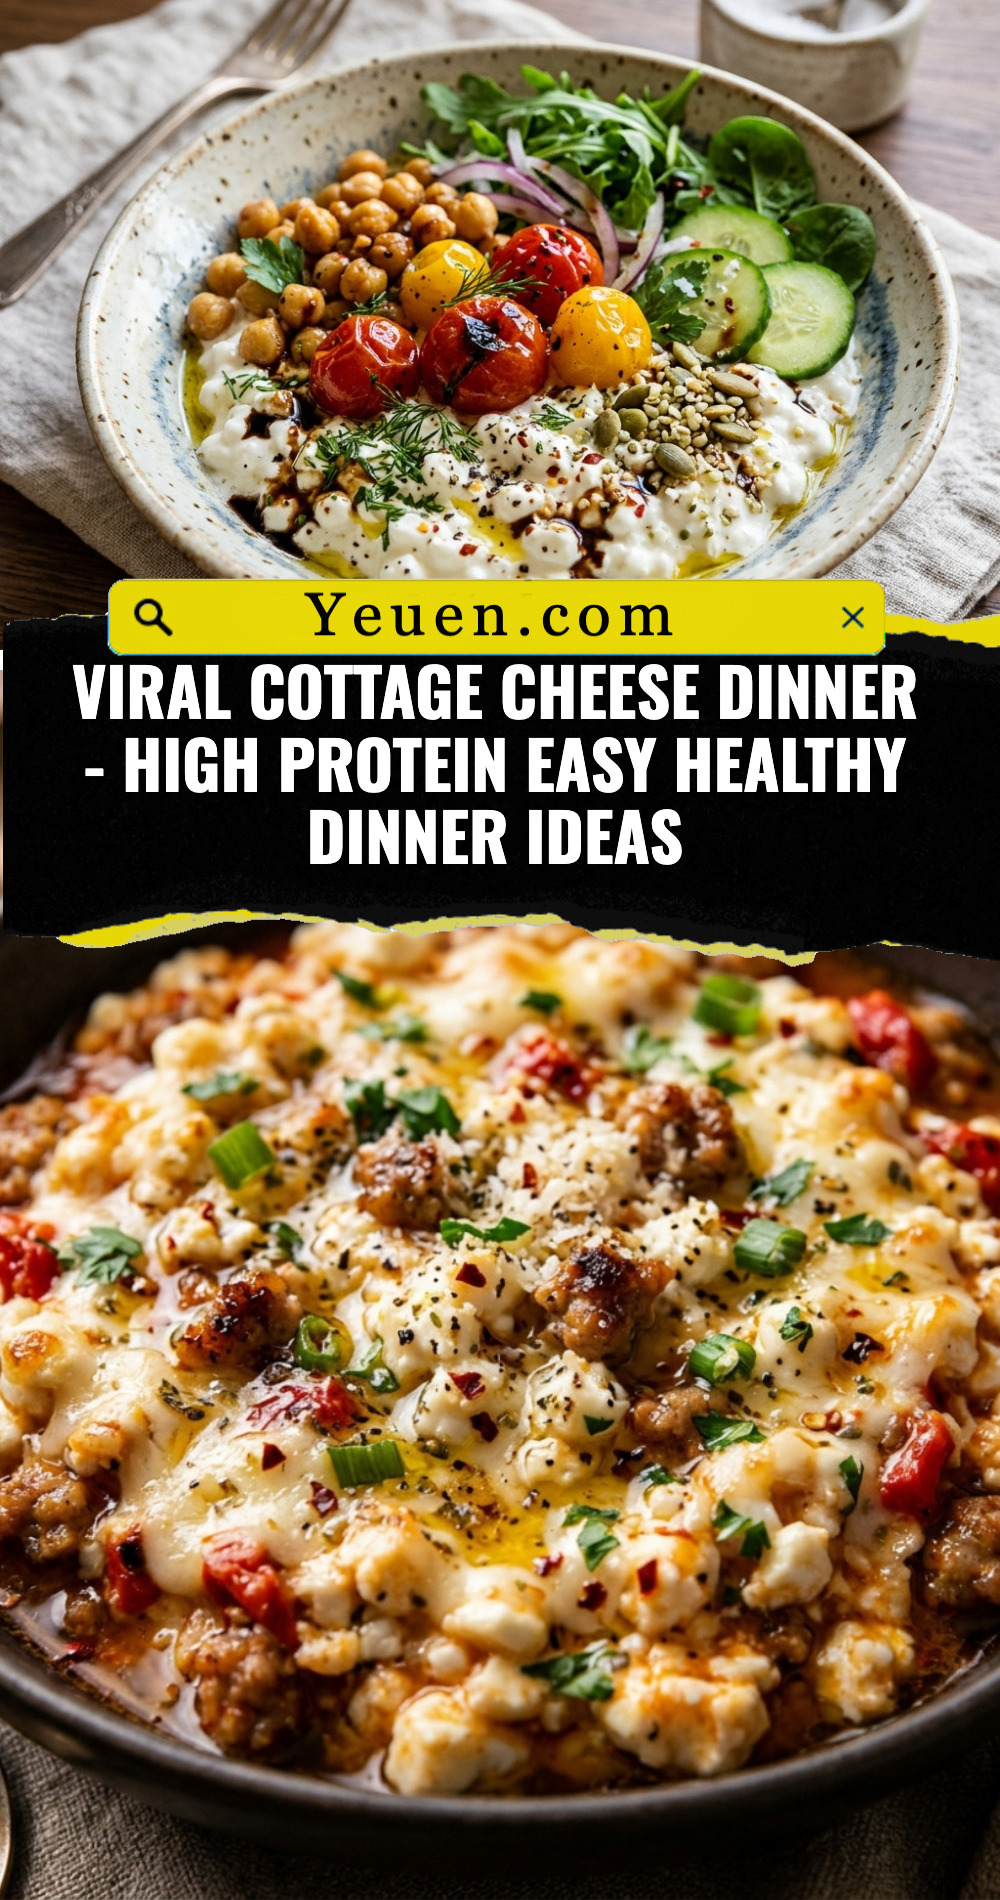 Yeuen.com
VIRAL COTTAGE CHEESE DINNER
- HIGH PROTEIN EASY HEALTHY
DINNER IDEAS